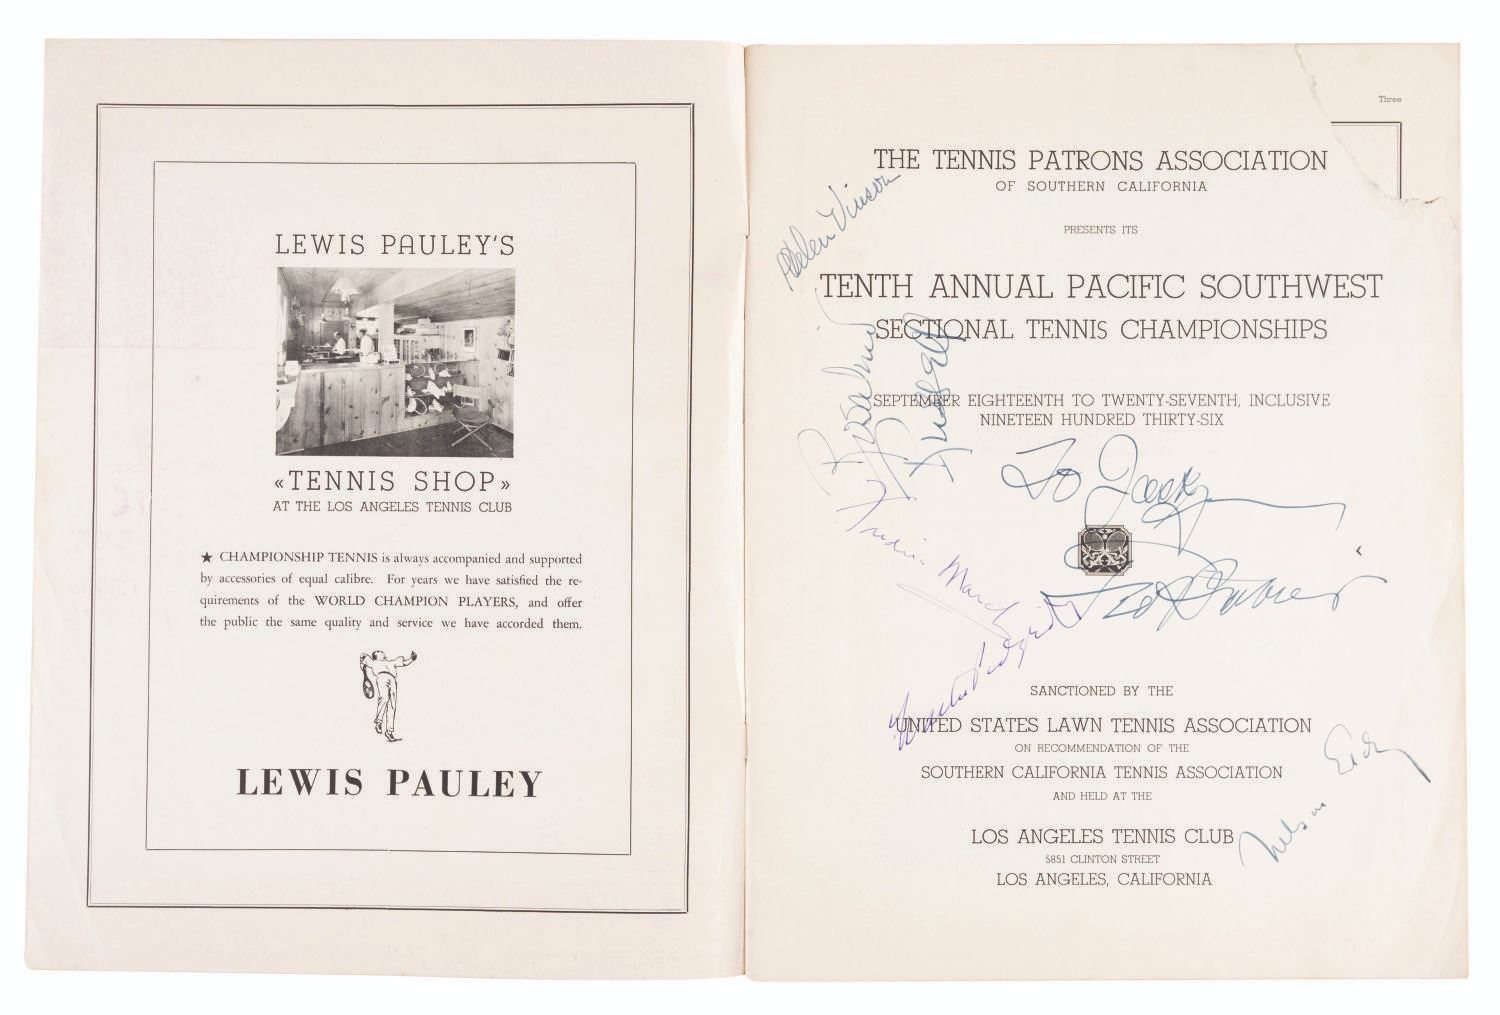 LEWIS PAULEY'S
«TENNIS SHOP»
AT THE LOS ANGELES TENNIS CLUB
★ CHAMPIONSHIP TENNIS is always accompanied and supported
by accessories of equal calibre. For years we have satisfied the re-
quirements of the WORLD CHAMPION PLAYERS, and offer
the public the same quality and service we have accorded them.
LEWIS PAULEY
Three
THE TENNIS PATRONS ASSOCIATION
OF SOUTHERN CALIFORNIA
Helen Vinson
PRESENTS ITS
TENTH ANNUAL PACIFIC SOUTHWEST
SECTIONAL TENNIS CHAMPIONSHIPS
Rosalind
Russell
SEPTEMBER EIGHTEENTH TO TWENTY-SEVENTH, INCLUSIVE
NINETEEN HUNDRED THIRTY-SIX
To Jacky
Fredric March
SANCTIONED BY THE
UNITED STATES LAWN TENNIS ASSOCIATION
ON RECOMMENDATION OF THE
SOUTHERN CALIFORNIA TENNIS ASSOCIATION
AND HELD AT THE
Nelson Eddy
LOS ANGELES TENNIS CLUB
5851 CLINTON STREET
LOS ANGELES, CALIFORNIA